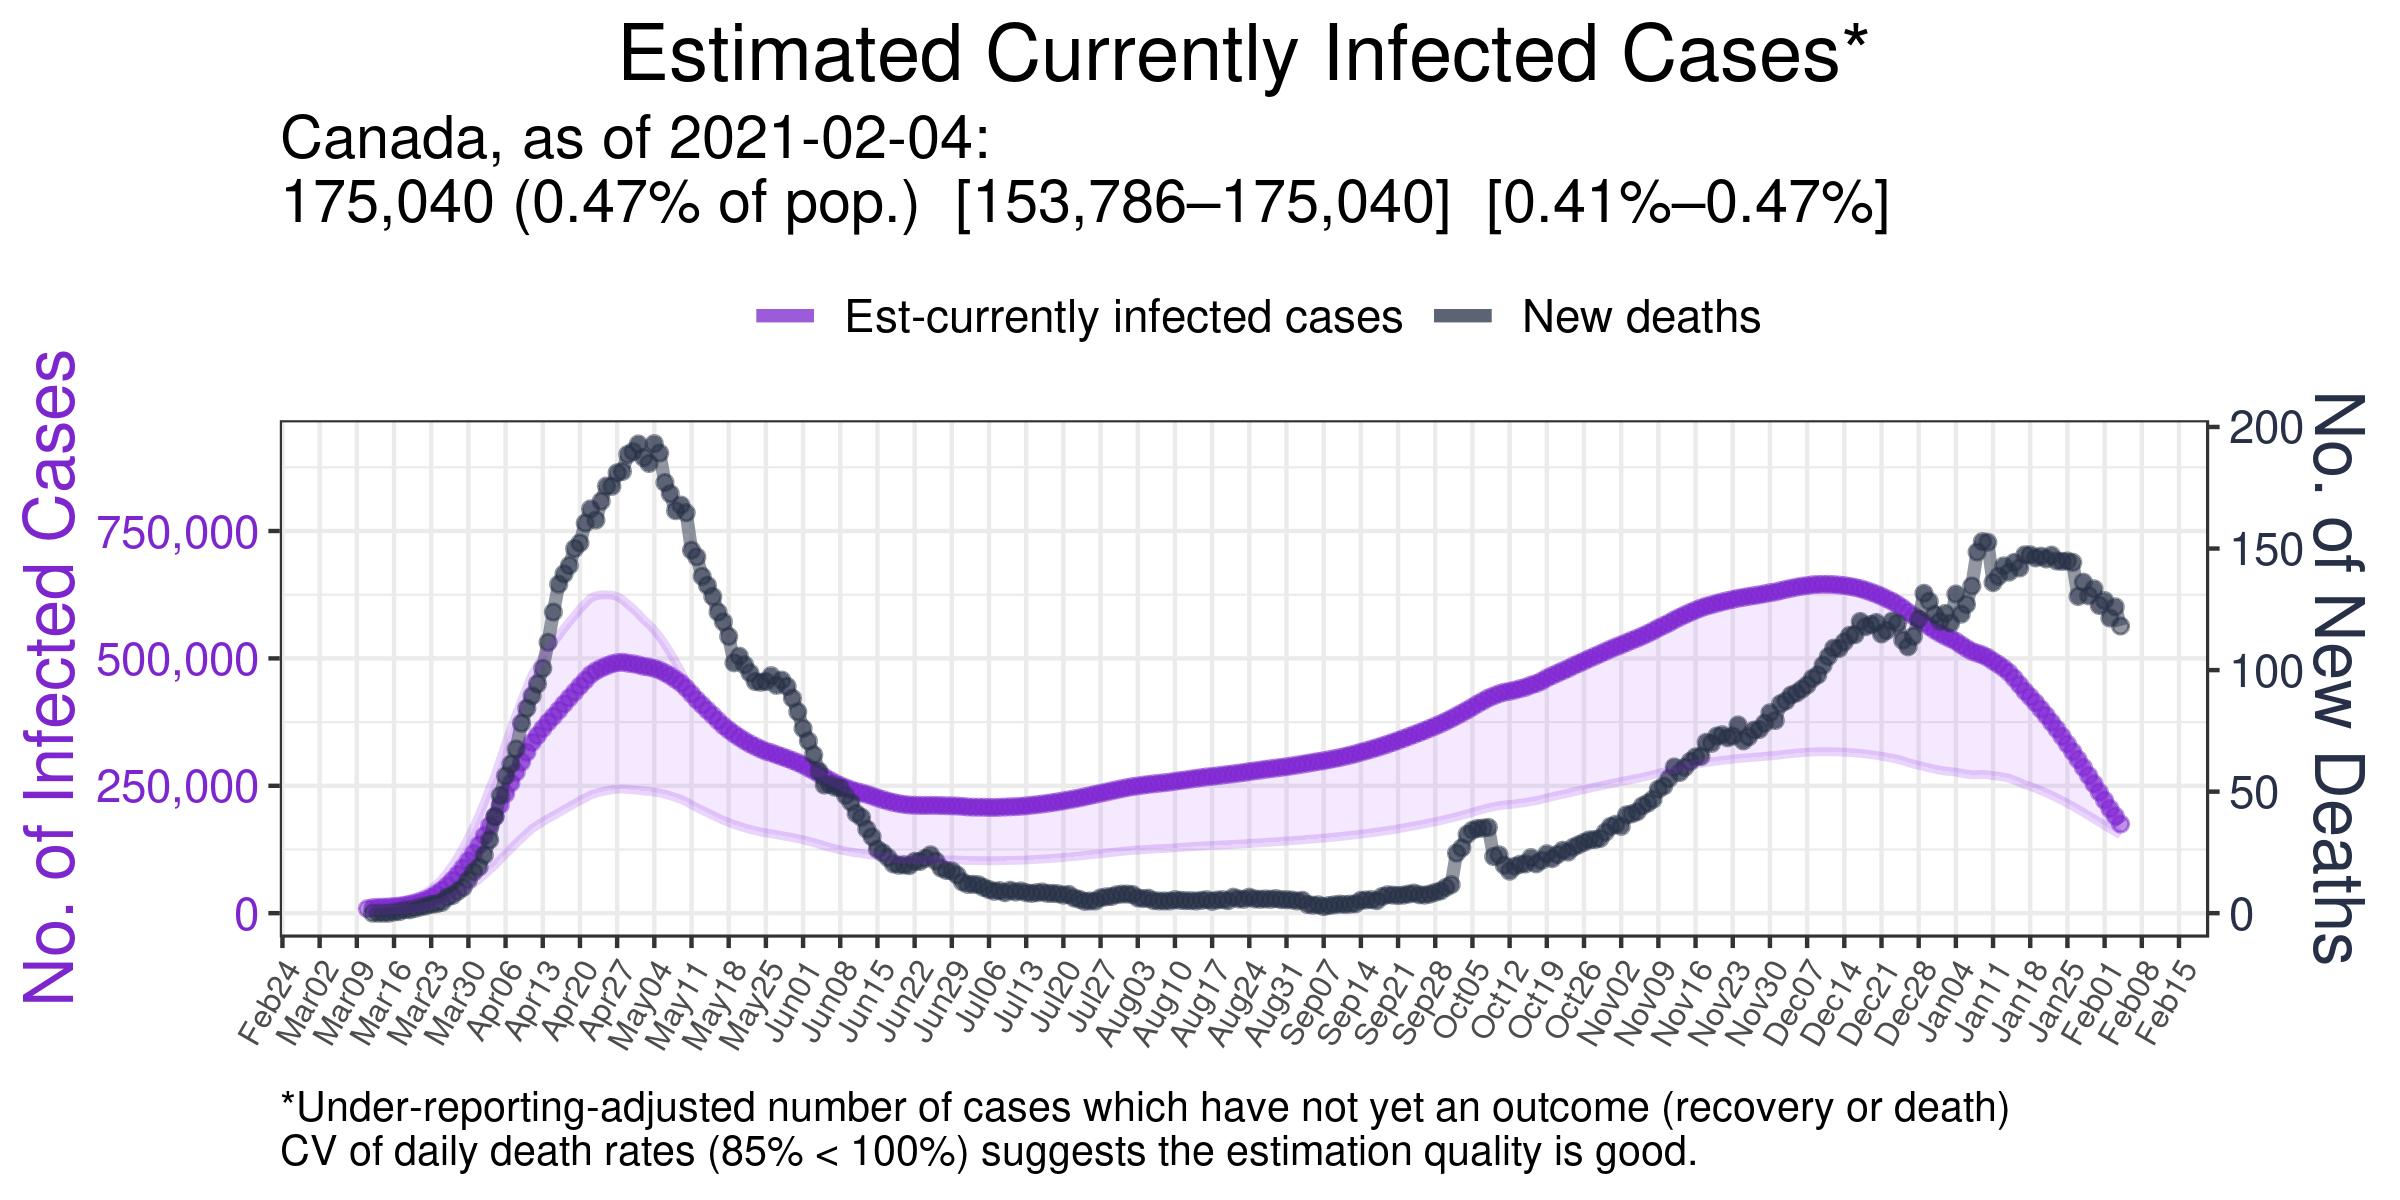 Estimated Currently Infected Cases*
Canada, as of 2021-02-04:
175,040 (0.47% of pop.)  [153,786–175,040]  [0.41%–0.47%]
Est-currently infected cases
New deaths
No. of Infected Cases
750,000
500,000
250,000
0
200
150
100
50
0
No. of New Deaths
Feb24
Mar02
Mar09
Mar16
Mar23
Mar30
Apr06
Apr13
Apr20
Apr27
May04
May11
May18
May25
Jun01
Jun08
Jun15
Jun22
Jun29
Jul06
Jul13
Jul20
Jul27
Aug03
Aug10
Aug17
Aug24
Aug31
Sep07
Sep14
Sep21
Sep28
Oct05
Oct12
Oct19
Oct26
Nov02
Nov09
Nov16
Nov23
Nov30
Dec07
Dec14
Dec21
Dec28
Jan04
Jan11
Jan18
Jan25
Feb01
Feb08
Feb15
*Under-reporting-adjusted number of cases which have not yet an outcome (recovery or death)
CV of daily death rates (85% < 100%) suggests the estimation quality is good.